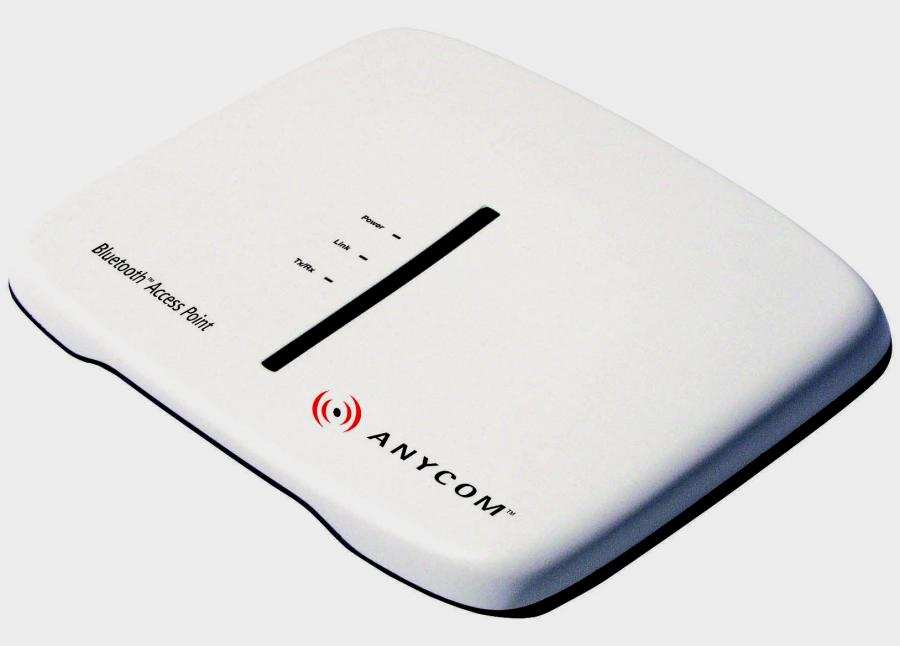 Power
Link
Tx/Rx
Bluetooth™ Access Point
ANYCOM™